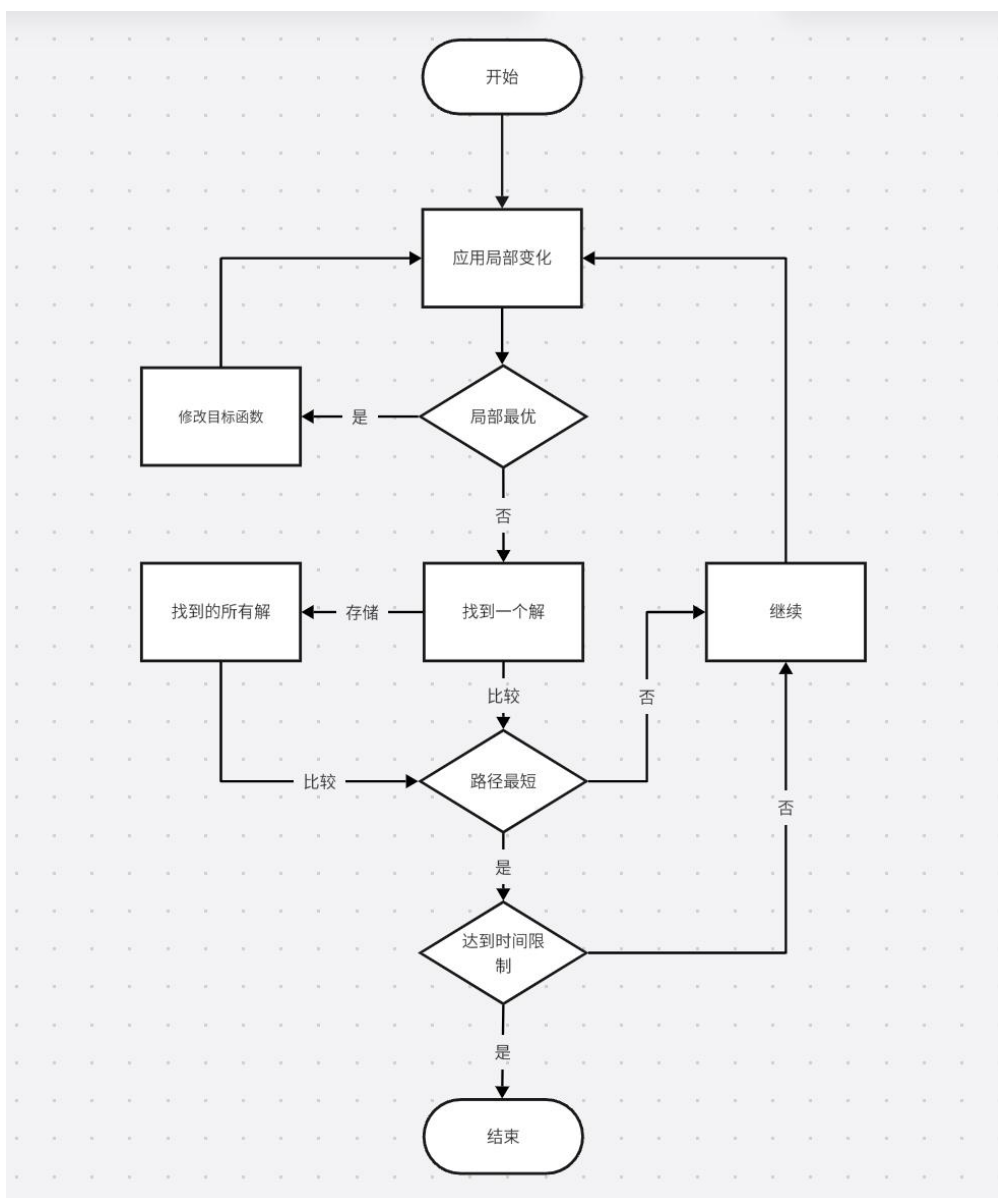 开始
应用局部变化
修改目标函数
是
局部最优
否
找到的所有解
存储
找到一个解
继续
比较
否
比较
路径最短
否
是
达到时间限
制
是
结束